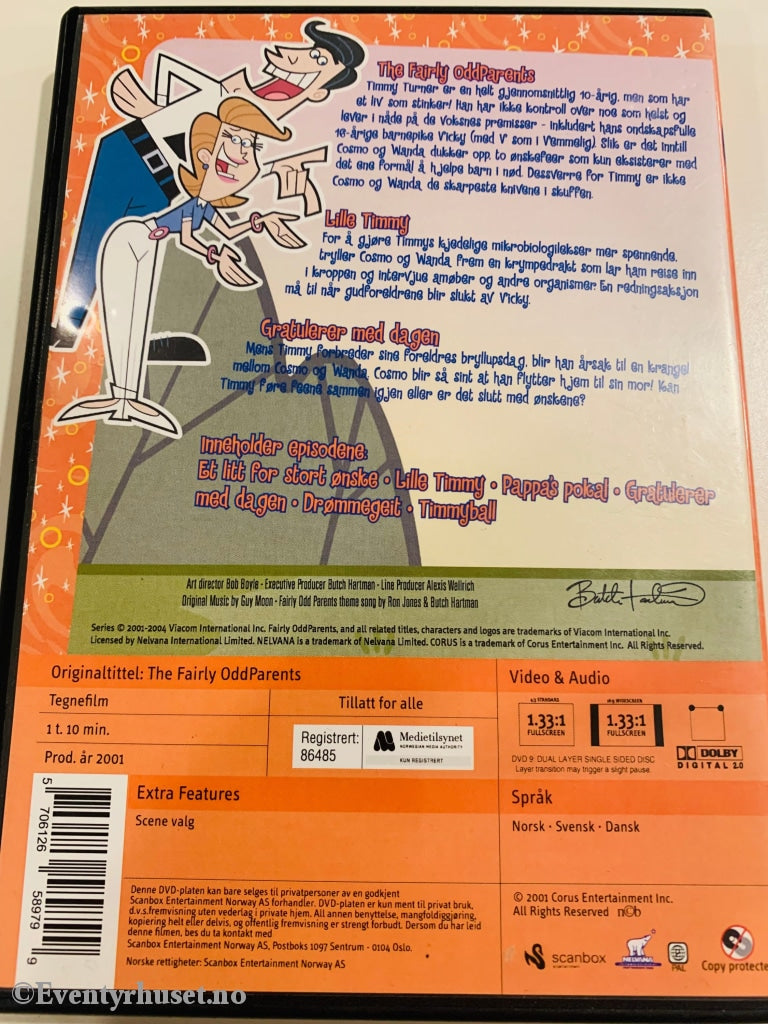 The Fairly OddParents
Timmy Turner er en helt gjennomsnittlig 10-årig, men som har
et liv som stinker! Han har ikke kontroll over noe som helst og
lever i nåde på de voksnes premisser - inkludert hans ondskapsfulle
16-årige barnepike Vicky (med V som i Vemmelig). Slik er det inntil
Cosmo og Wanda dukker opp, to ønskefeer som kun eksisterer med
det ene formål å hjelpe barn i nød. Dessverre for Timmy er ikke
Cosmo og Wanda de skarpeste knivene i skuffen.
Lille Timmy
For å gjøre Timmys kjedelige mikrobiologilekser mer spennende,
tryller Cosmo og Wanda frem en krympedrakt som lar ham reise inn
i kroppen og intervjue amøber og andre organismer. En redningsaksjon
må til når gudforeldrene blir slukt av Vicky.
Gratulerer med dagen
Mens Timmy forbreder sine foreldres bryllupsdag, blir han årsak til en krangel
mellom Cosmo og Wanda. Cosmo blir så sint at han flytter hjem til sin mor! Kan
Timmy føre feene sammen igjen eller er det slutt med ønskene?
Inneholder episodene:
Et litt for stort ønske • Lille Timmy • Pappa's pokal • Gratulerer
med dagen • Drømmegeit • Timmyball
Art director Bob Boyle • Executive Producer Butch Hartman • Line Producer Alexis Wallrich
Original Music by Guy Moon • Fairly Odd Parents theme song by Ron Jones & Butch Hartman
Butch Hartman
Series © 2001-2004 Viacom International Inc. Fairly OddParents, and all related titles, characters and logos are trademarks of Viacom International Inc.
Licensed by Nelvana International Limited. NELVANA is a trademark of Nelvana Limited. CORUS is a trademark of Corus Entertainment Inc. All Rights Reserved.
Originaltittel: The Fairly OddParents
Tegnefilm
Tillatt for alle
1 t. 10 min.
Prod. år 2001
Registrert:
86485
Medietilsynet
NORWEGIAN MEDIA AUTHORITY
KUN REGISTRERT
Video & Audio
4:3 STANDARD
16:9 WIDESCREEN
1.33:1
FULLSCREEN
1.33:1
FULLSCREEN
DVD 9: DUAL LAYER SINGLE SIDED DISC
Layer transition may trigger a slight pause.
DOLBY
DIGITAL 2.0
Extra Features
Scene valg
Språk
Norsk · Svensk · Dansk
5 706126 58979 9
Denne DVD-platen kan bare selges til privatpersoner av en godkjent
Scanbox Entertainment Norway AS forhandler. DVD-platen er kun ment til privat bruk,
d.v.s.fremvisning uten vederlag i private hjem. All annen benyttelse, mangfoldiggjøring,
kopiering helt eller delvis, og offentlig fremvisning er strengt forbudt. Dersom du har leid
denne filmen, bes du ta kontakt med
Scanbox Entertainment Norway AS, Postboks 1097 Sentrum - 0104 Oslo.
Norske rettigheter: Scanbox Entertainment Norway AS
© 2001 Corus Entertainment Inc.
All Rights Reserved nCb
scanbox
entertainment
NELVANA
PAL
Copy protecte
©Eventyrhuset.no